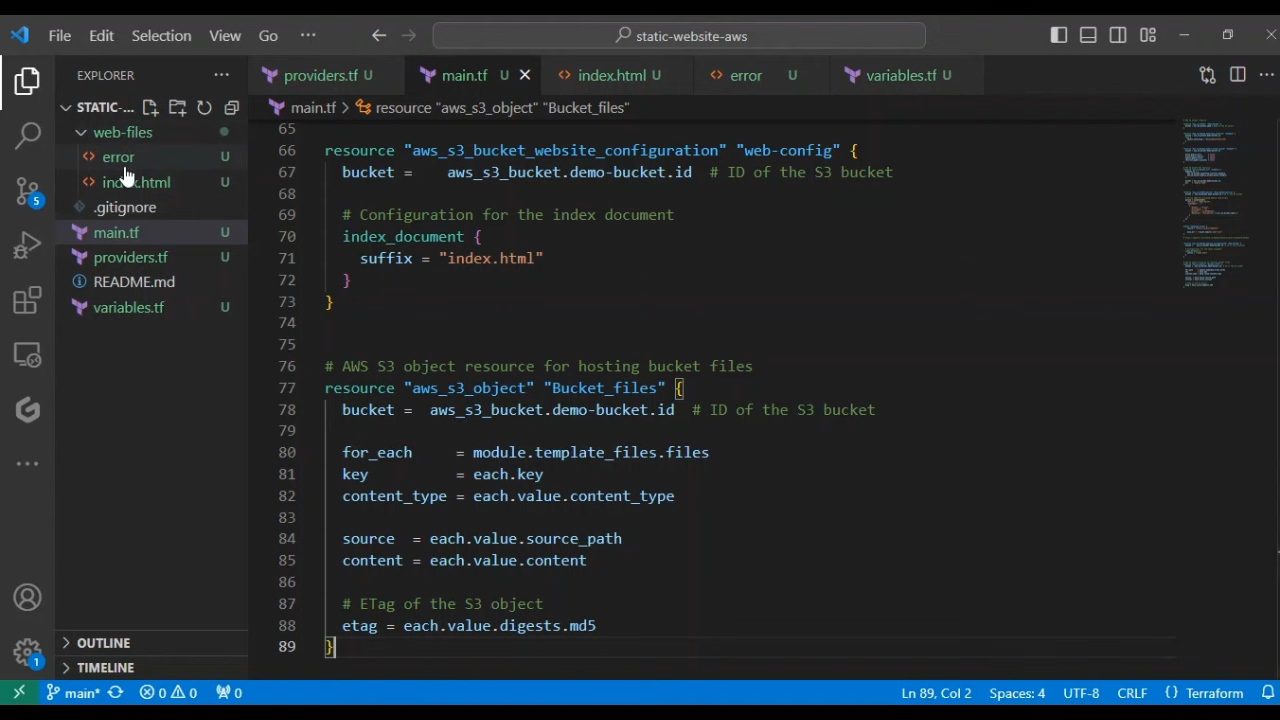 File Edit Selection View Go ··· static-website-aws
EXPLORER ···
STATIC-...
web-files
error U
index.html U
.gitignore
main.tf U
providers.tf U
README.md
variables.tf U
OUTLINE
TIMELINE
5
1
providers.tf U main.tf U index.html U error U variables.tf U ···
main.tf > resource "aws_s3_object" "Bucket_files"
65
66 resource "aws_s3_bucket_website_configuration" "web-config" {
67 bucket = aws_s3_bucket.demo-bucket.id # ID of the S3 bucket
68
69 # Configuration for the index document
70 index_document {
71 suffix = "index.html"
72 }
73 }
74
75
76 # AWS S3 object resource for hosting bucket files
77 resource "aws_s3_object" "Bucket_files" {
78 bucket = aws_s3_bucket.demo-bucket.id # ID of the S3 bucket
79
80 for_each = module.template_files.files
81 key = each.key
82 content_type = each.value.content_type
83
84 source = each.value.source_path
85 content = each.value.content
86
87 # ETag of the S3 object
88 etag = each.value.digests.md5
89 }
main* 0 0 0 Ln 89, Col 2 Spaces: 4 UTF-8 CRLF {} Terraform